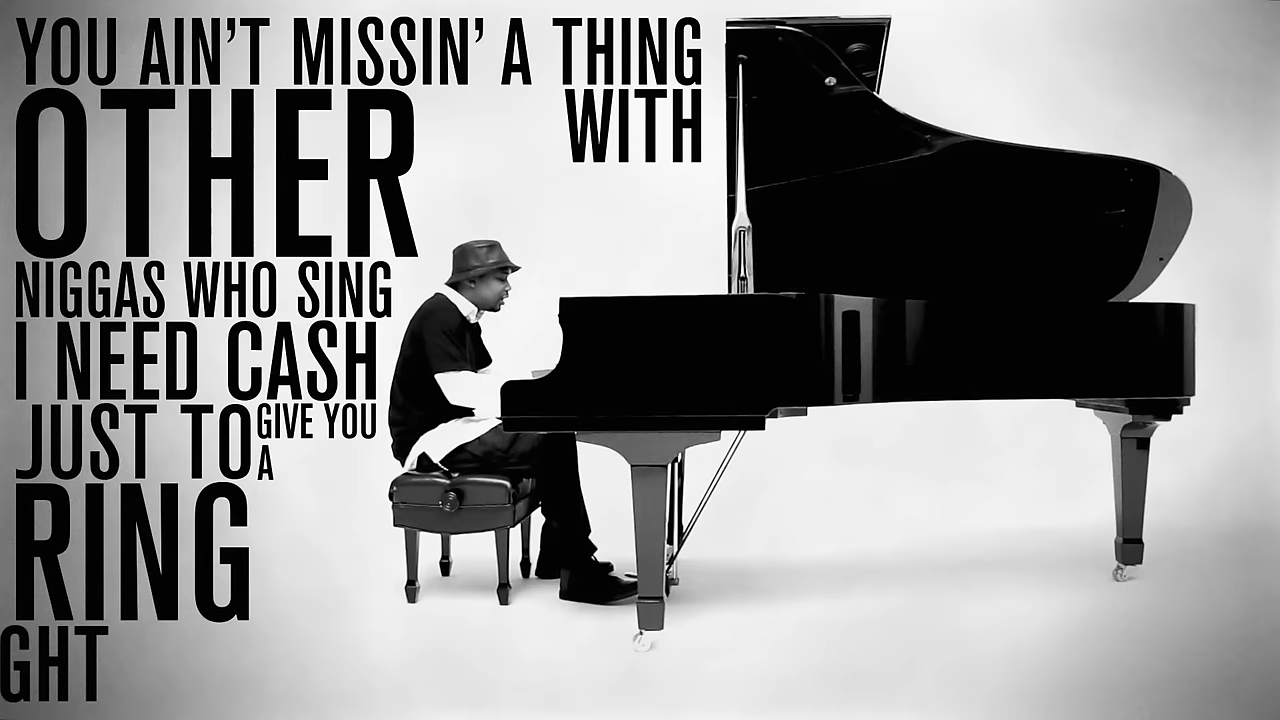 YOU AIN'T MISSIN' A THING
OTHER WITH
NIGGAS WHO SING
I NEED CASH
JUST TO GIVE YOU
A
RING
GHT